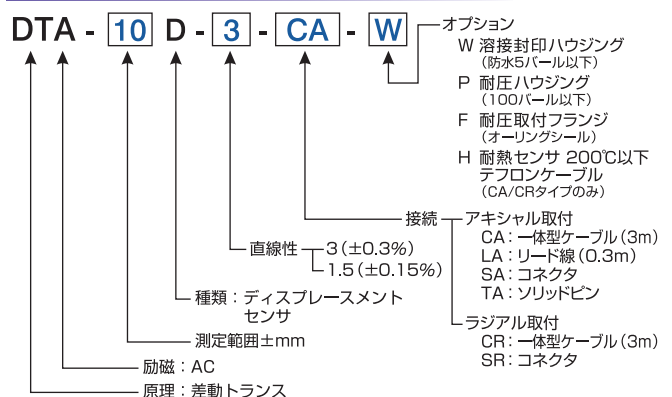 DTA - 10 D - 3 - CA - W
オプション
W 溶接封印ハウジング
(防水5バール以下)
P 耐圧ハウジング
(100バール以下)
F 耐圧取付フランジ
(オーリングシール)
H 耐熱センサ 200℃以下
テフロンケーブル
(CA/CRタイプのみ)
接続
アキシャル取付
CA：一体型ケーブル(3m)
LA：リード線(0.3m)
SA：コネクタ
TA：ソリッドピン
ラジアル取付
CR：一体型ケーブル(3m)
SR：コネクタ
直線性
3(±0.3%)
1.5(±0.15%)
種類：ディスプレースメント
センサ
測定範囲±mm
励磁：AC
原理：差動トランス